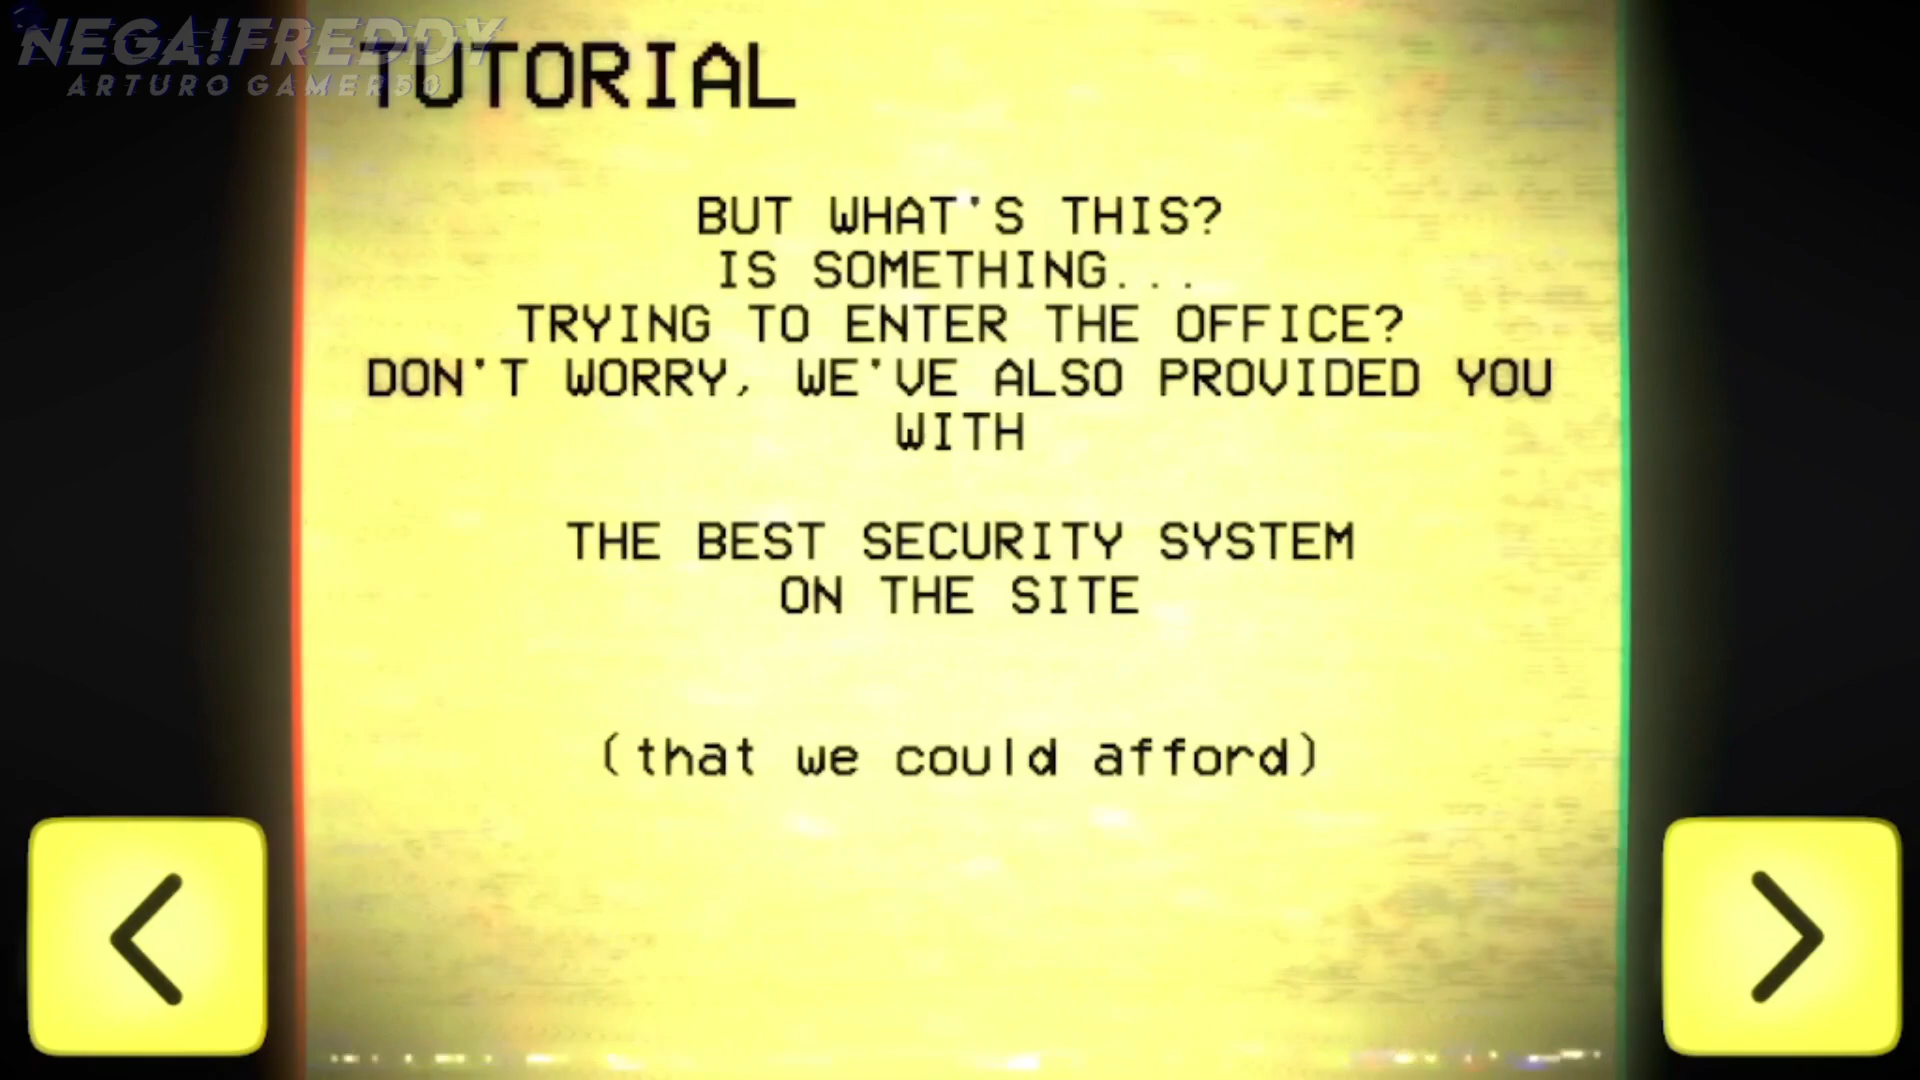 NEGA!FREDDY
ARTURO GAMER50
TUTORIAL
BUT WHAT'S THIS?
IS SOMETHING...
TRYING TO ENTER THE OFFICE?
DON'T WORRY, WE'VE ALSO PROVIDED YOU
WITH
THE BEST SECURITY SYSTEM
ON THE SITE
(that we could afford)